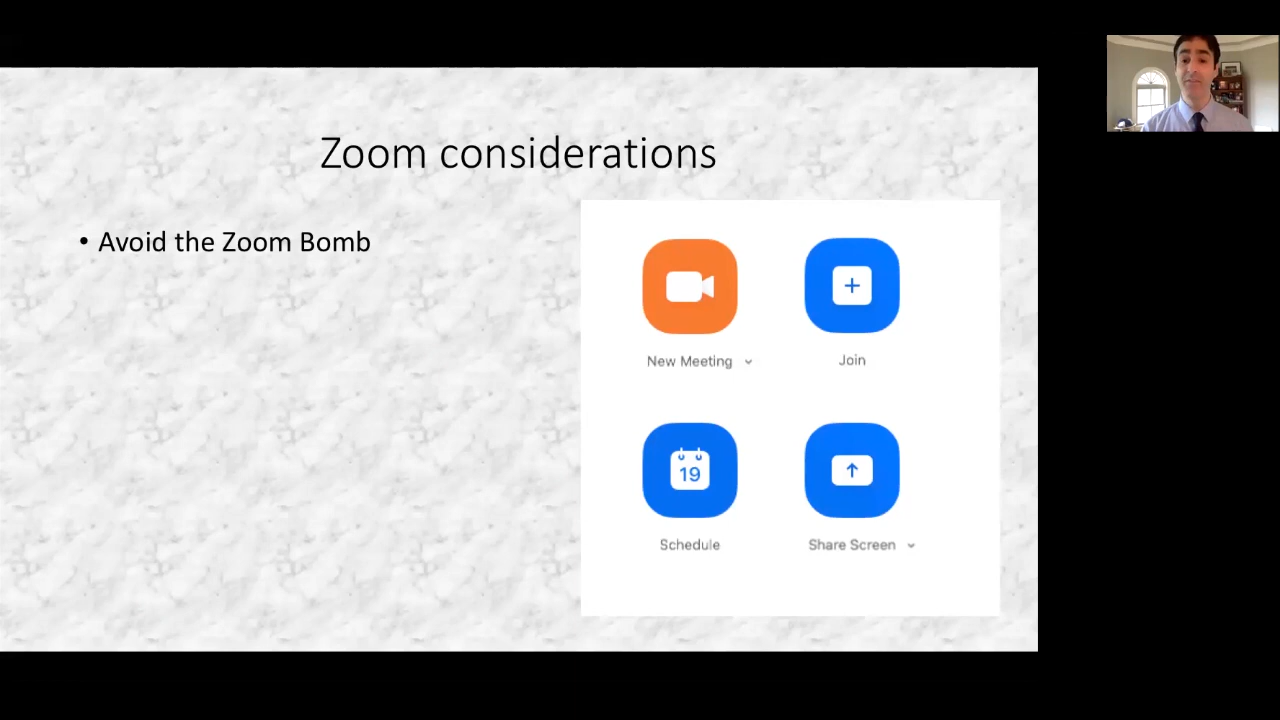 Zoom considerations
• Avoid the Zoom Bomb
New Meeting
Join
19
Schedule
Share Screen